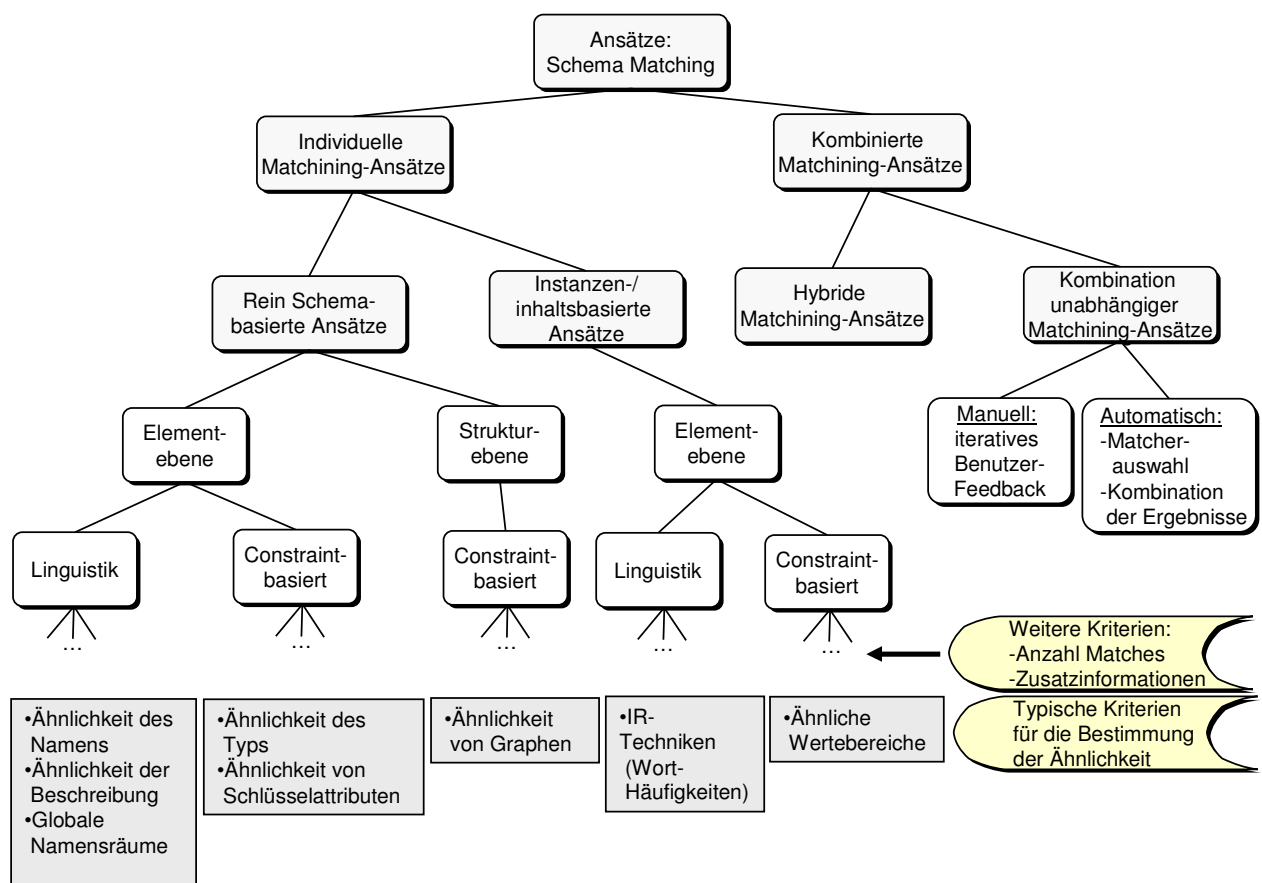 Ansätze:
Schema Matching
Individuelle
Matchining-Ansätze
Kombinierte
Matchining-Ansätze
Rein Schema-
basierte Ansätze
Instanzen-/
inhaltsbasierte
Ansätze
Hybride
Matchining-Ansätze
Kombination
unabhängiger
Matchining-Ansätze
Element-
ebene
Struktur-
ebene
Element-
ebene
Manuell:
iteratives
Benutzer-
Feedback
Automatisch:
-Matcher-
auswahl
-Kombination
der Ergebnisse
Linguistik
Constraint-
basiert
Constraint-
basiert
Linguistik
Constraint-
basiert
...
...
...
...
...
Weitere Kriterien:
-Anzahl Matches
-Zusatzinformationen
•Ähnlichkeit des
Namens
•Ähnlichkeit der
Beschreibung
•Globale
Namensräume
•Ähnlichkeit des
Typs
•Ähnlichkeit von
Schlüsselattributen
•Ähnlichkeit
von Graphen
•IR-
Techniken
(Wort-
Häufigkeiten)
•Ähnliche
Wertebereiche
Typische Kriterien
für die Bestimmung
der Ähnlichkeit